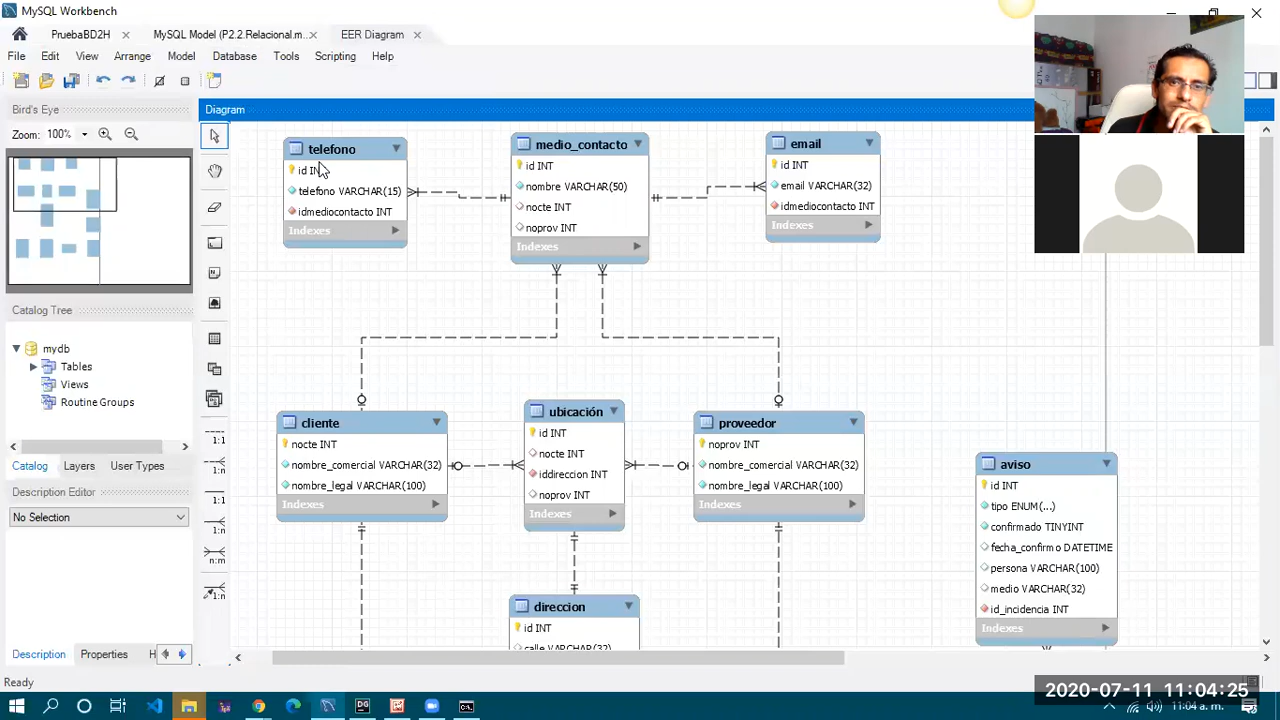 MySQL Workbench
PruebaBD2H
MySQL Model (P2.2.Relacional.m...
EER Diagram
File Edit View Arrange Model Database Tools Scripting Help
Bird's Eye
Zoom: 100%
Catalog Tree
mydb
Tables
Views
Routine Groups
Catalog Layers User Types
Description Editor
No Selection
Description Properties H
Ready
1:1
1:n
1:1
1:n
n:m
1:n
Diagram
telefono
id INT
telefono VARCHAR(15)
idmediocontacto INT
Indexes
medio_contacto
id INT
nombre VARCHAR(50)
nocte INT
noprov INT
Indexes
email
id INT
email VARCHAR(32)
idmediocontacto INT
Indexes
cliente
nocte INT
nombre_comercial VARCHAR(32)
nombre_legal VARCHAR(100)
Indexes
ubicación
id INT
nocte INT
iddireccion INT
noprov INT
Indexes
proveedor
noprov INT
nombre_comercial VARCHAR(32)
nombre_legal VARCHAR(100)
Indexes
aviso
id INT
tipo ENUM(...)
confirmado TINYINT
fecha_confirmo DATETIME
persona VARCHAR(100)
medio VARCHAR(32)
id_incidencia INT
Indexes
direccion
id INT
calle VARCHAR(32)
2020-07-11 11:04:25
11:04 a. m.